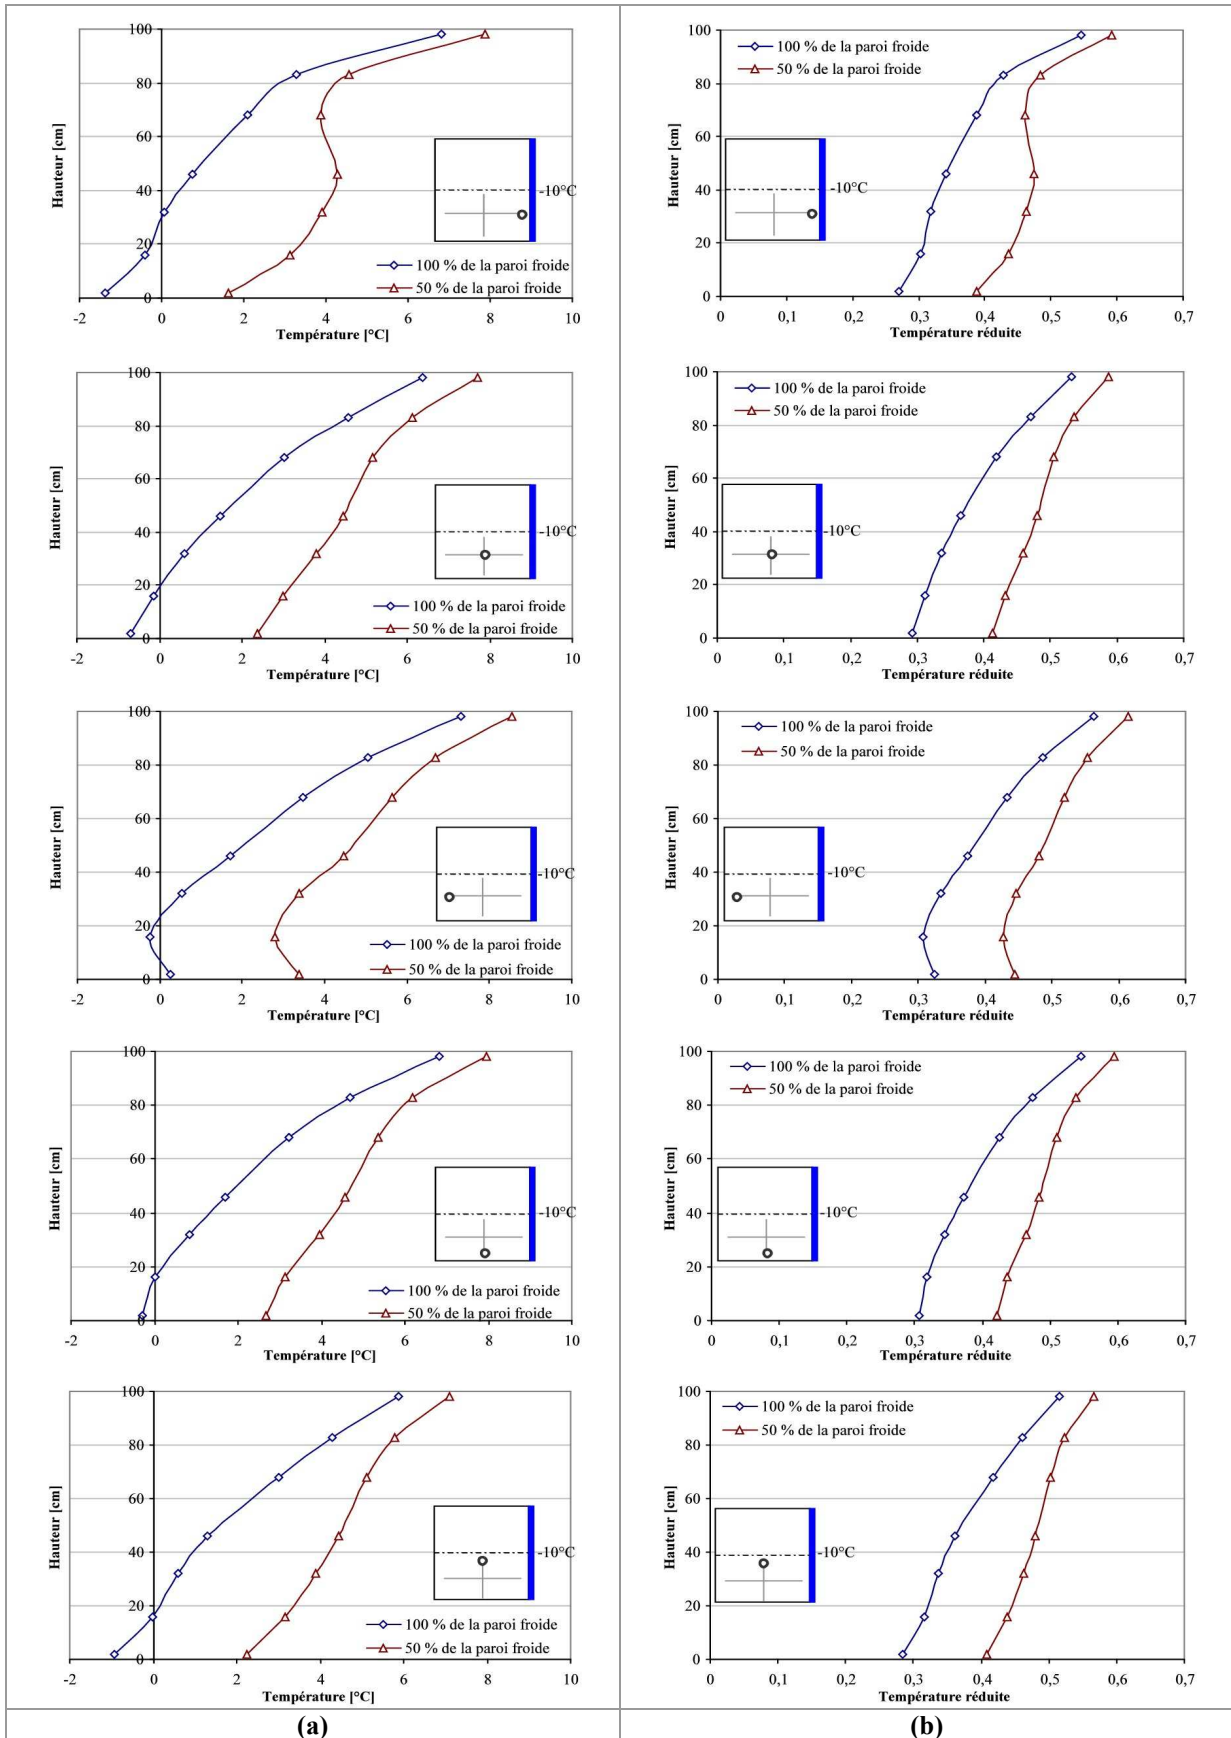 100
80
60
40
20
0
Hauteur [cm]
-10°C
100 % de la paroi froide
50 % de la paroi froide
-2 0 2 4 6 8 10
Température [°C]
100
80
60
40
20
0
Hauteur [cm]
100 % de la paroi froide
50 % de la paroi froide
-10°C
0 0,1 0,2 0,3 0,4 0,5 0,6 0,7
Température réduite
100
80
60
40
20
0
Hauteur [cm]
-10°C
100 % de la paroi froide
50 % de la paroi froide
-2 0 2 4 6 8 10
Température [°C]
100
80
60
40
20
0
Hauteur [cm]
100 % de la paroi froide
50 % de la paroi froide
-10°C
0 0,1 0,2 0,3 0,4 0,5 0,6 0,7
Température réduite
100
80
60
40
20
0
Hauteur [cm]
-10°C
100 % de la paroi froide
50 % de la paroi froide
-2 0 2 4 6 8 10
Température [°C]
100
80
60
40
20
0
Hauteur [cm]
100 % de la paroi froide
50 % de la paroi froide
-10°C
0 0,1 0,2 0,3 0,4 0,5 0,6 0,7
Température réduite
100
80
60
40
20
0
Hauteur [cm]
-10°C
100 % de la paroi froide
50 % de la paroi froide
-2 0 2 4 6 8 10
Température [°C]
100
80
60
40
20
0
Hauteur [cm]
100 % de la paroi froide
50 % de la paroi froide
-10°C
0 0,1 0,2 0,3 0,4 0,5 0,6 0,7
Température réduite
100
80
60
40
20
0
Hauteur [cm]
-10°C
100 % de la paroi froide
50 % de la paroi froide
-2 0 2 4 6 8 10
Température [°C]
100
80
60
40
20
0
Hauteur [cm]
100 % de la paroi froide
50 % de la paroi froide
-10°C
0 0,1 0,2 0,3 0,4 0,5 0,6 0,7
Température réduite
(a)
(b)